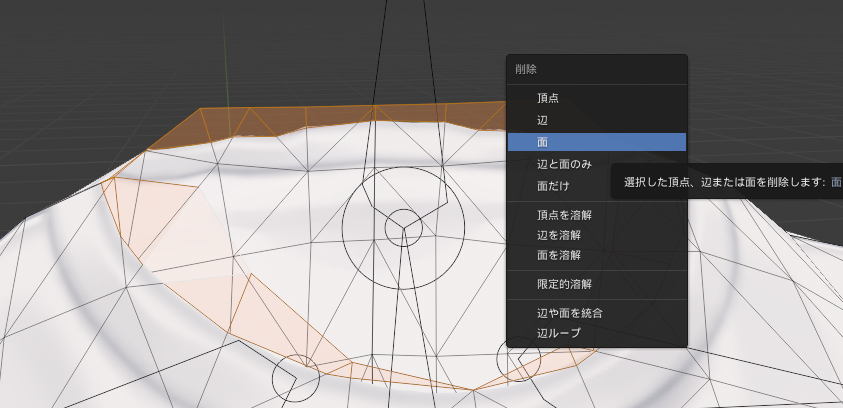 削除
頂点
辺
面
辺と面のみ
面だけ
選択した頂点、辺または面を削除します: 面
頂点を溶解
辺を溶解
面を溶解
限定的溶解
辺や面を統合
辺ループ